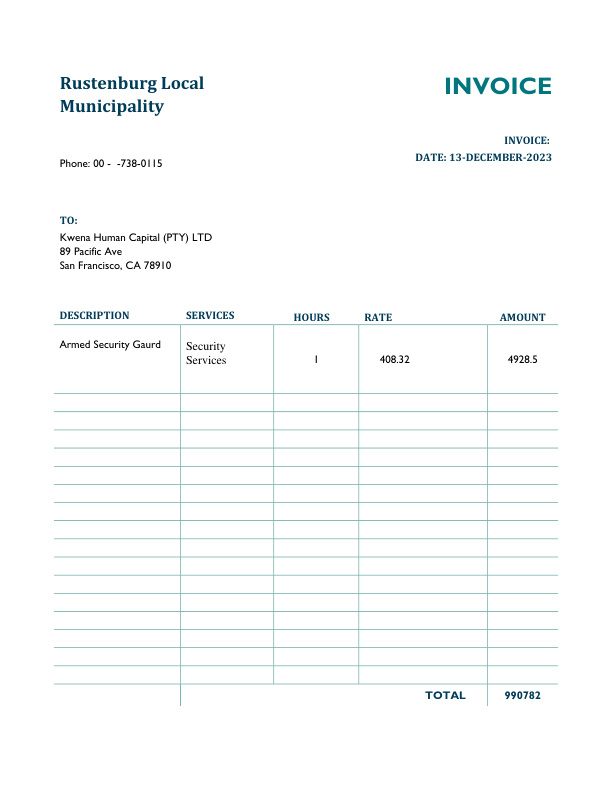 Rustenburg Local
Municipality
INVOICE
INVOICE:
DATE: 13-DECEMBER-2023
Phone: 00 -  -738-0115
TO:
Kwena Human Capital (PTY) LTD
89 Pacific Ave
San Francisco, CA 78910
DESCRIPTION SERVICES HOURS RATE AMOUNT
Armed Security Gaurd Security
Services 1 408.32 4928.5
TOTAL 990782